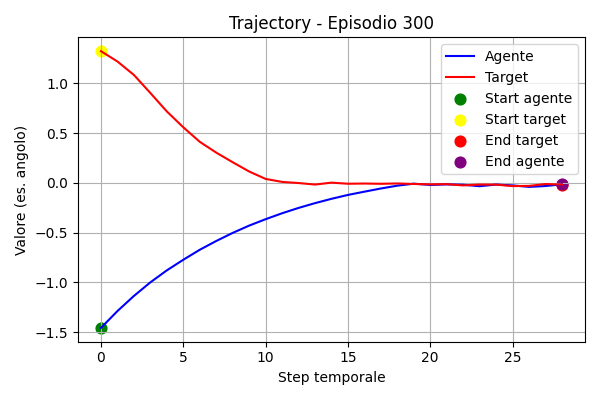 Trajectory - Episodio 300
Agente
Target
Start agente
Start target
End target
End agente
Valore (es. angolo)
1.0
0.5
0.0
−0.5
−1.0
−1.5
0
5
10
15
20
25
Step temporale